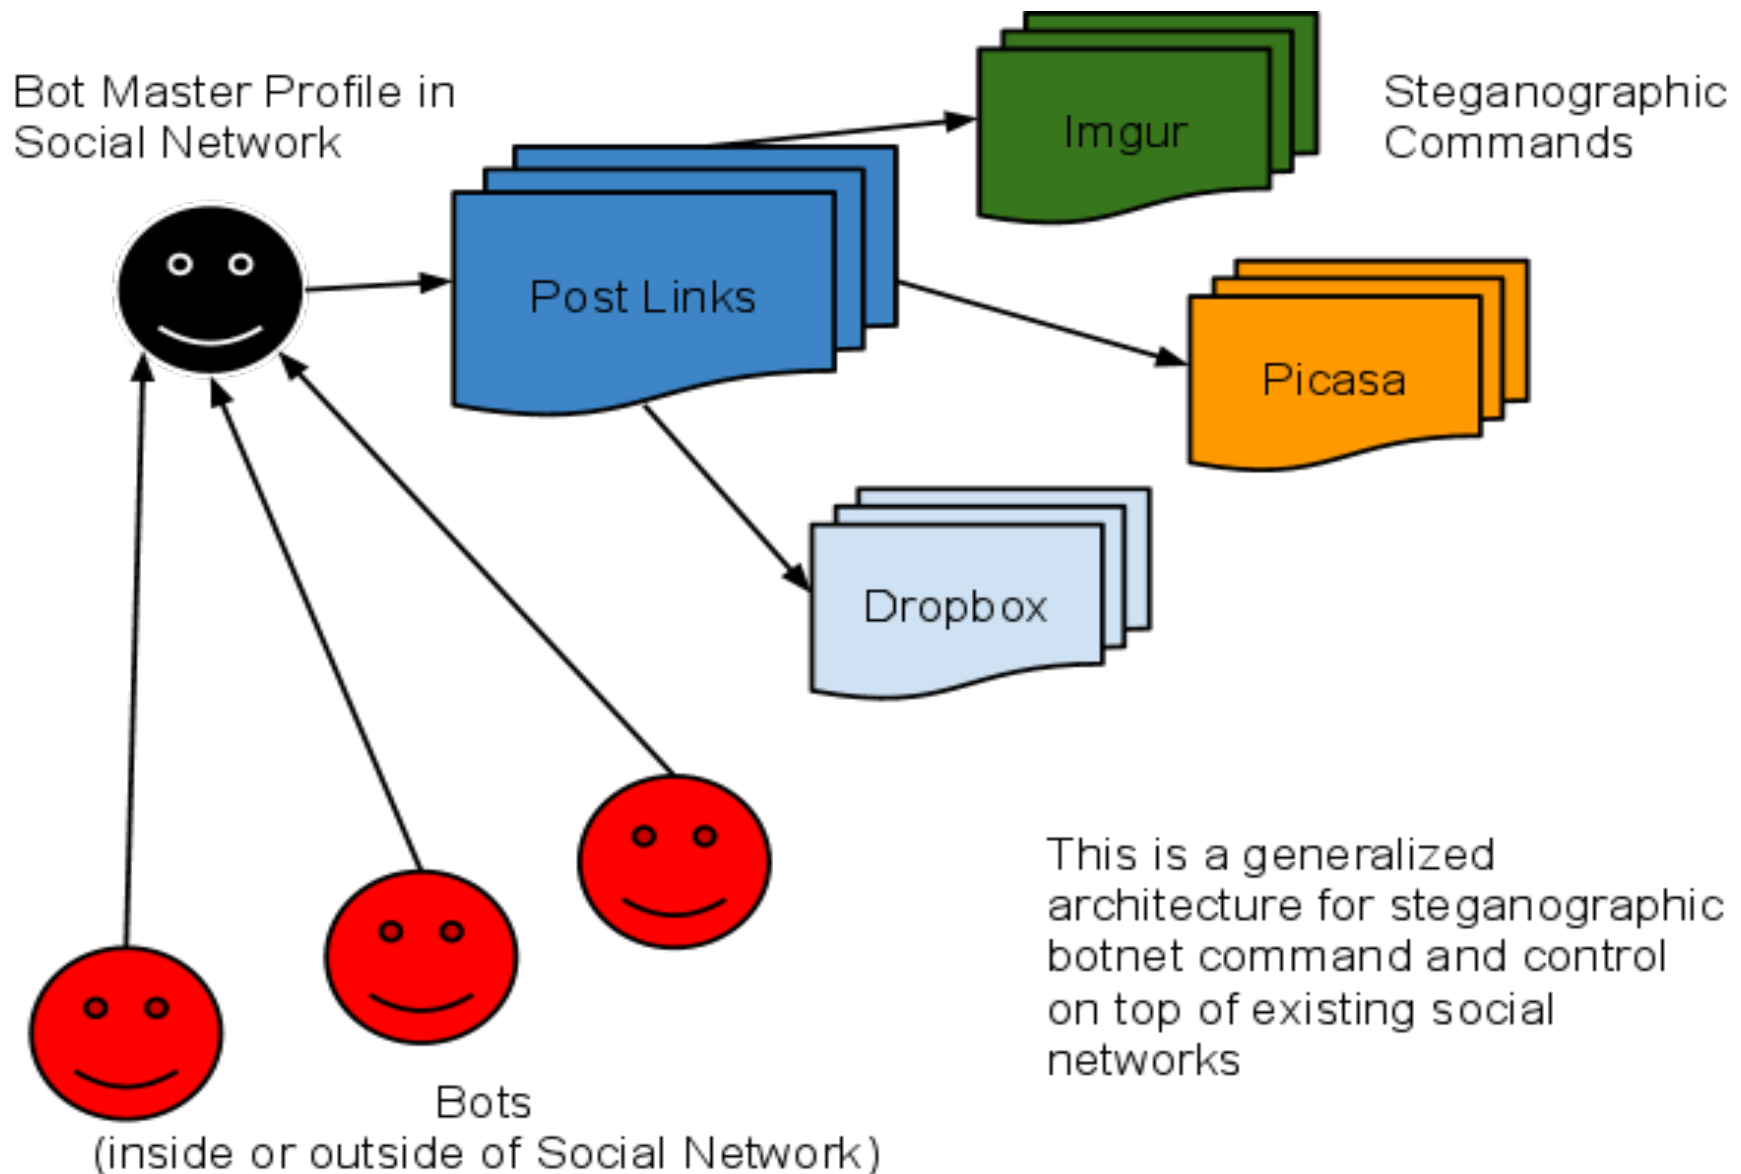 Bot Master Profile in
Social Network
Imgur
Steganographic
Commands
Post Links
Picasa
Dropbox
This is a generalized
architecture for steganographic
botnet command and control
on top of existing social
networks
Bots
(inside or outside of Social Network)